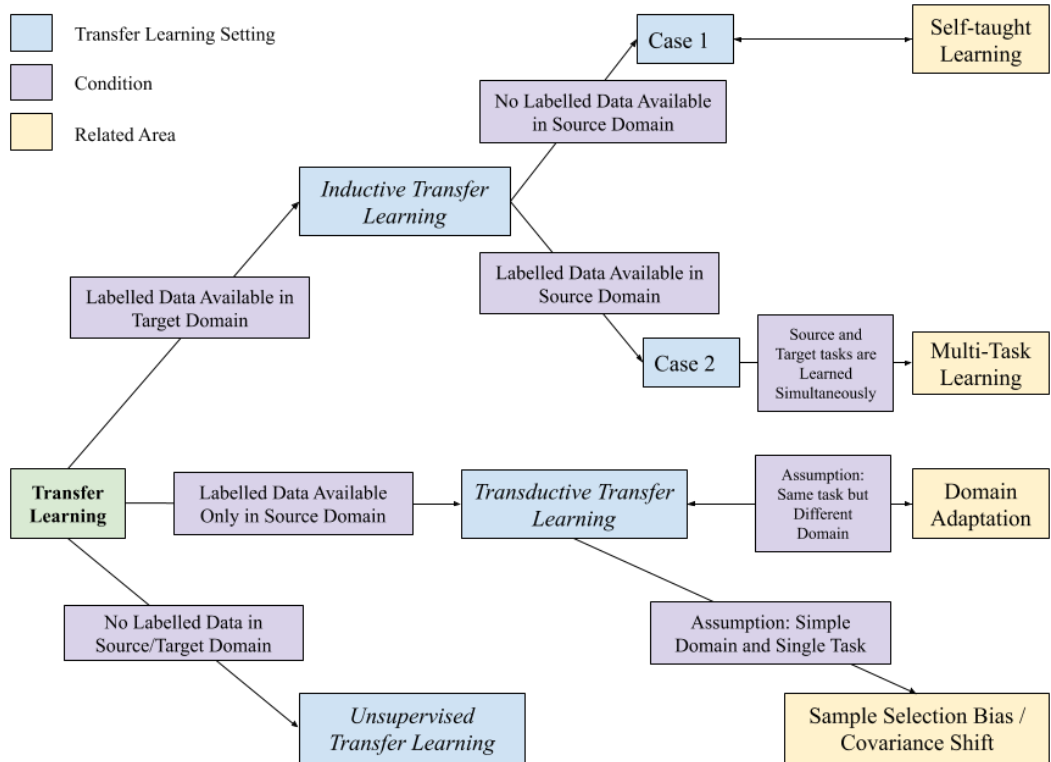 Transfer Learning Setting
Condition
Related Area
Case 1
Self-taught
Learning
No Labelled Data Available
in Source Domain
Inductive Transfer
Learning
Labelled Data Available in
Target Domain
Labelled Data Available in
Source Domain
Case 2
Source and
Target tasks are
Learned
Simultaneously
Multi-Task
Learning
Transfer
Learning
Labelled Data Available
Only in Source Domain
Transductive Transfer
Learning
Assumption:
Same task but
Different
Domain
Domain
Adaptation
No Labelled Data in
Source/Target Domain
Assumption: Simple
Domain and Single Task
Unsupervised
Transfer Learning
Sample Selection Bias /
Covariance Shift